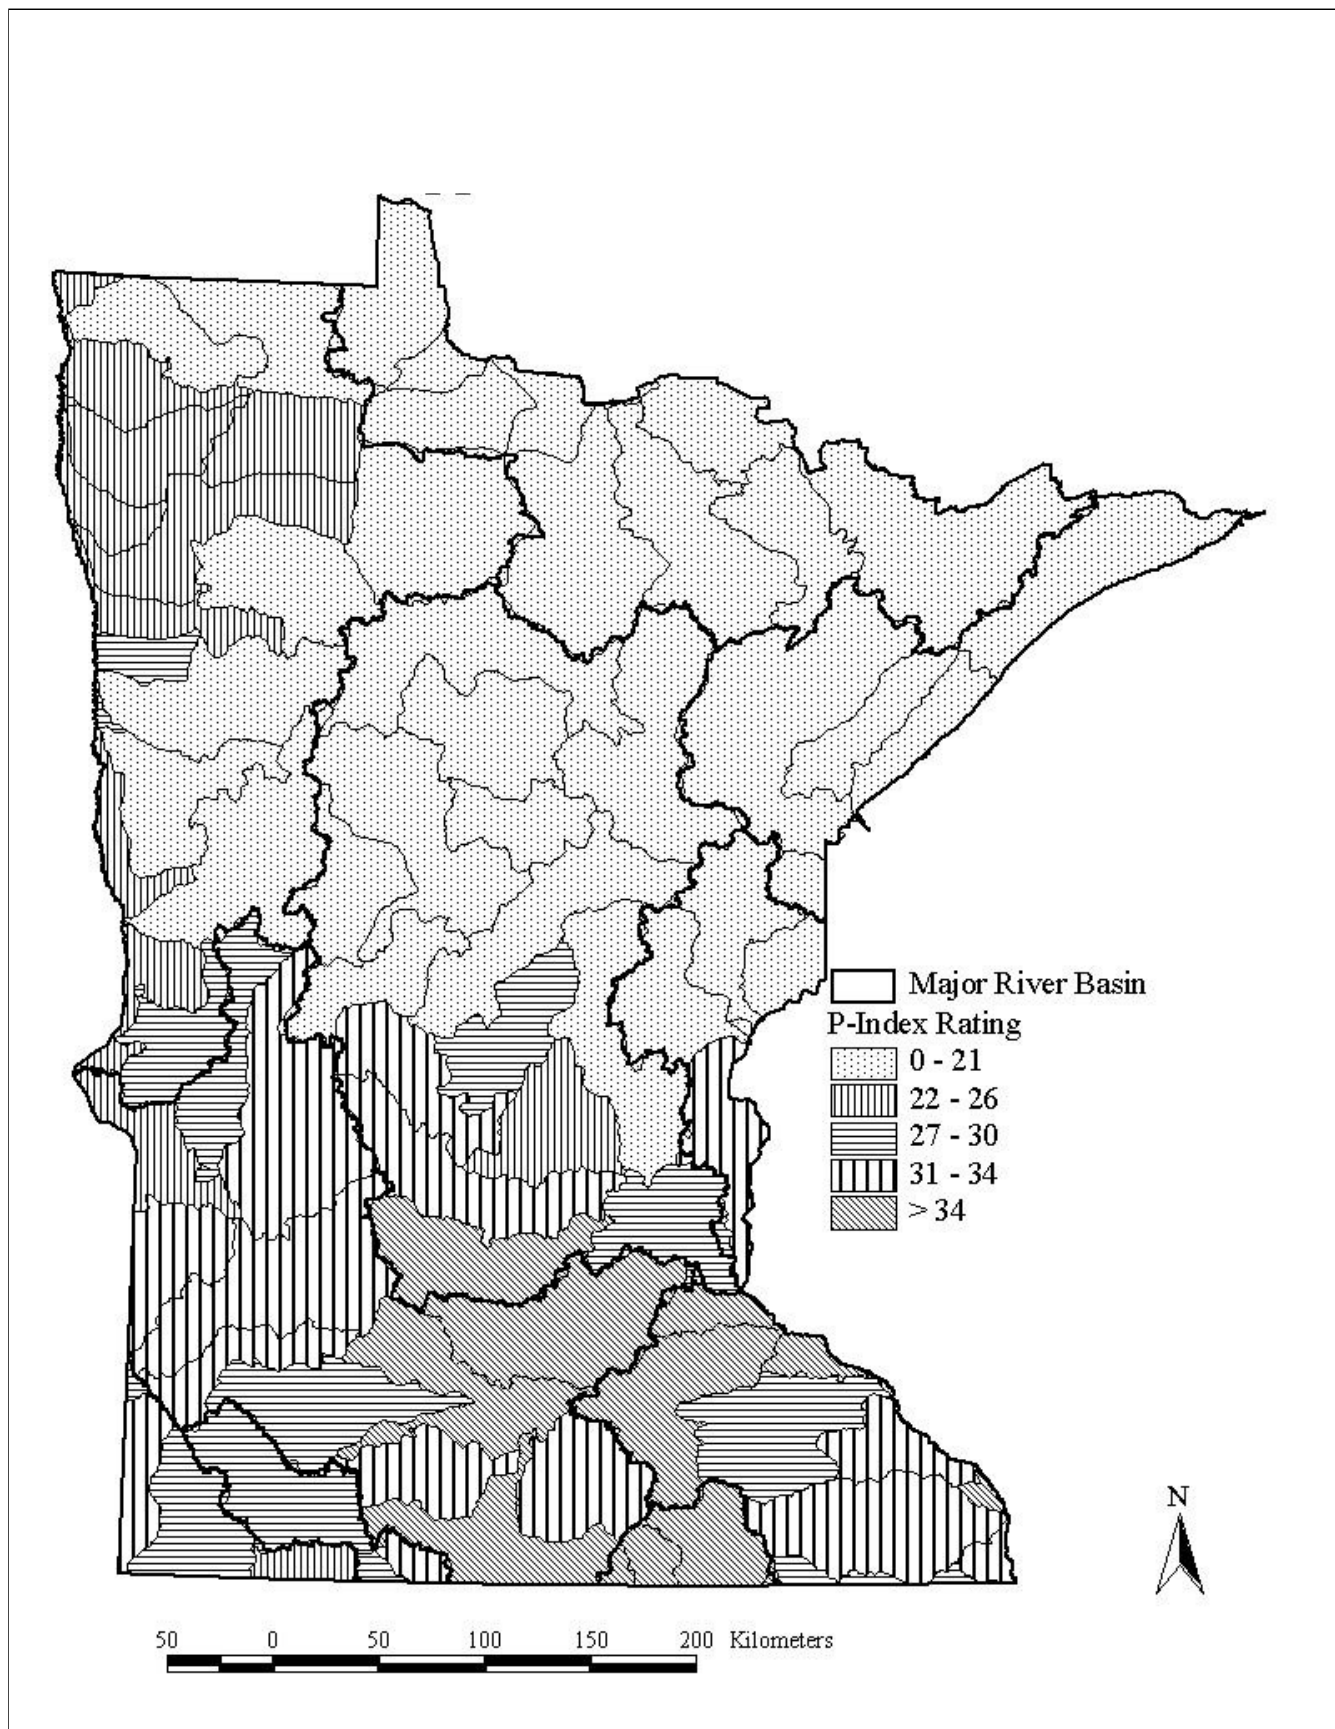 Major River Basin
P-Index Rating
0 - 21
22 - 26
27 - 30
31 - 34
> 34
N
50 0 50 100 150 200 Kilometers